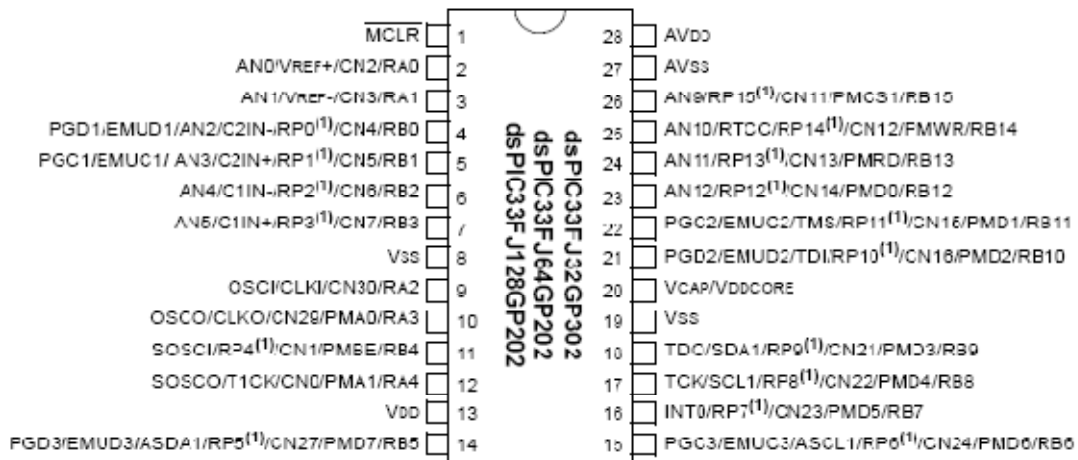 MCLR 1 28 AVDD
AN0/VREF+/CN2/RA0 2 27 AVSS
AN1/VREF-/CN3/RA1 3 26 AN9/RP15(1)/CN11/PMCS1/RB15
PGD1/EMUD1/AN2/C2IN-/RP0(1)/CN4/RB0 4 25 AN10/RTCC/RP14(1)/CN12/PMWR/RB14
PGC1/EMUC1/ AN3/C2IN+/RP1(1)/CN5/RB1 5 24 AN11/RP13(1)/CN13/PMRD/RB13
AN4/C1IN-/RP2(1)/CN6/RB2 6 23 AN12/RP12(1)/CN14/PMD0/RB12
AN5/C1IN+/RP3(1)/CN7/RB3 7 22 PGC2/EMUC2/TMS/RP11(1)/CN15/PMD1/RB11
VSS 8 21 PGD2/EMUD2/TDI/RP10(1)/CN16/PMD2/RB10
OSCI/CLKI/CN30/RA2 9 20 VCAP/VDDCORE
OSCO/CLKO/CN29/PMA0/RA3 10 19 VSS
SOSCI/RP4(1)/CN1/PMBE/RB4 11 18 TDO/SDA1/RP9(1)/CN21/PMD3/RB9
SOSCO/T1CK/CN0/PMA1/RA4 12 17 TCK/SCL1/RP8(1)/CN22/PMD4/RB8
VDD 13 16 INT0/RP7(1)/CN23/PMD5/RB7
PGD3/EMUD3/ASDA1/RP5(1)/CN27/PMD7/RB5 14 15 PGC3/EMUC3/ASCL1/RP6(1)/CN24/PMD6/RB6
dsPIC33FJ32GP302
dsPIC33FJ64GP202
dsPIC33FJ128GP202